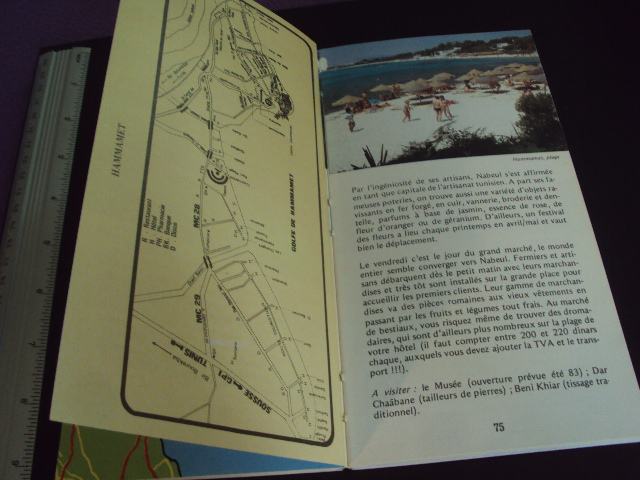 HAMMAMET
R Restaurant
H Hôtel
PH Pharmacie
BK Banque
D
MC 28
GOLFE DE HAMMAMET
MC 29
TUNIS
SOUSSE-GP1
Hammamet, plage
Par l'ingéniosité de ses artisans, Nabeul s'est affirmée
en tant que capitale de l'artisanat tunisien. A part ses fa-
meuses poteries, on trouve aussi une variété d'objets ra-
vissants en fer forgé, en cuir, vannerie, broderie et den-
telle, parfums à base de jasmin, essence de rose, de
fleur d'oranger ou de géranium. D'ailleurs, un festival
des fleurs a lieu chaque printemps en avril/mai et vaut
bien le déplacement.
Le vendredi c'est le jour du grand marché, le monde
entier semble converger vers Nabeul. Fermiers et arti-
sans débarquent dès le petit matin avec leurs marchan-
dises et très tôt sont installés sur la grande place pour
accueillir les premiers clients. Leur gamme de marchan-
dises va des pièces romaines aux vieux vêtements en
passant par les fruits et légumes tout frais. Au marché
de bestiaux, vous risquez même de trouver des droma-
daires, qui sont d'ailleurs plus nombreux sur la plage de
votre hôtel (il faut compter entre 200 et 220 dinars
chaque, auxquels vous devez ajouter la TVA et le trans-
port !!!).
A visiter : le Musée (ouverture prévue été 83) ; Dar
Chaâbane (tailleurs de pierres) ; Beni Khiar (tissage tra-
ditionnel).
75